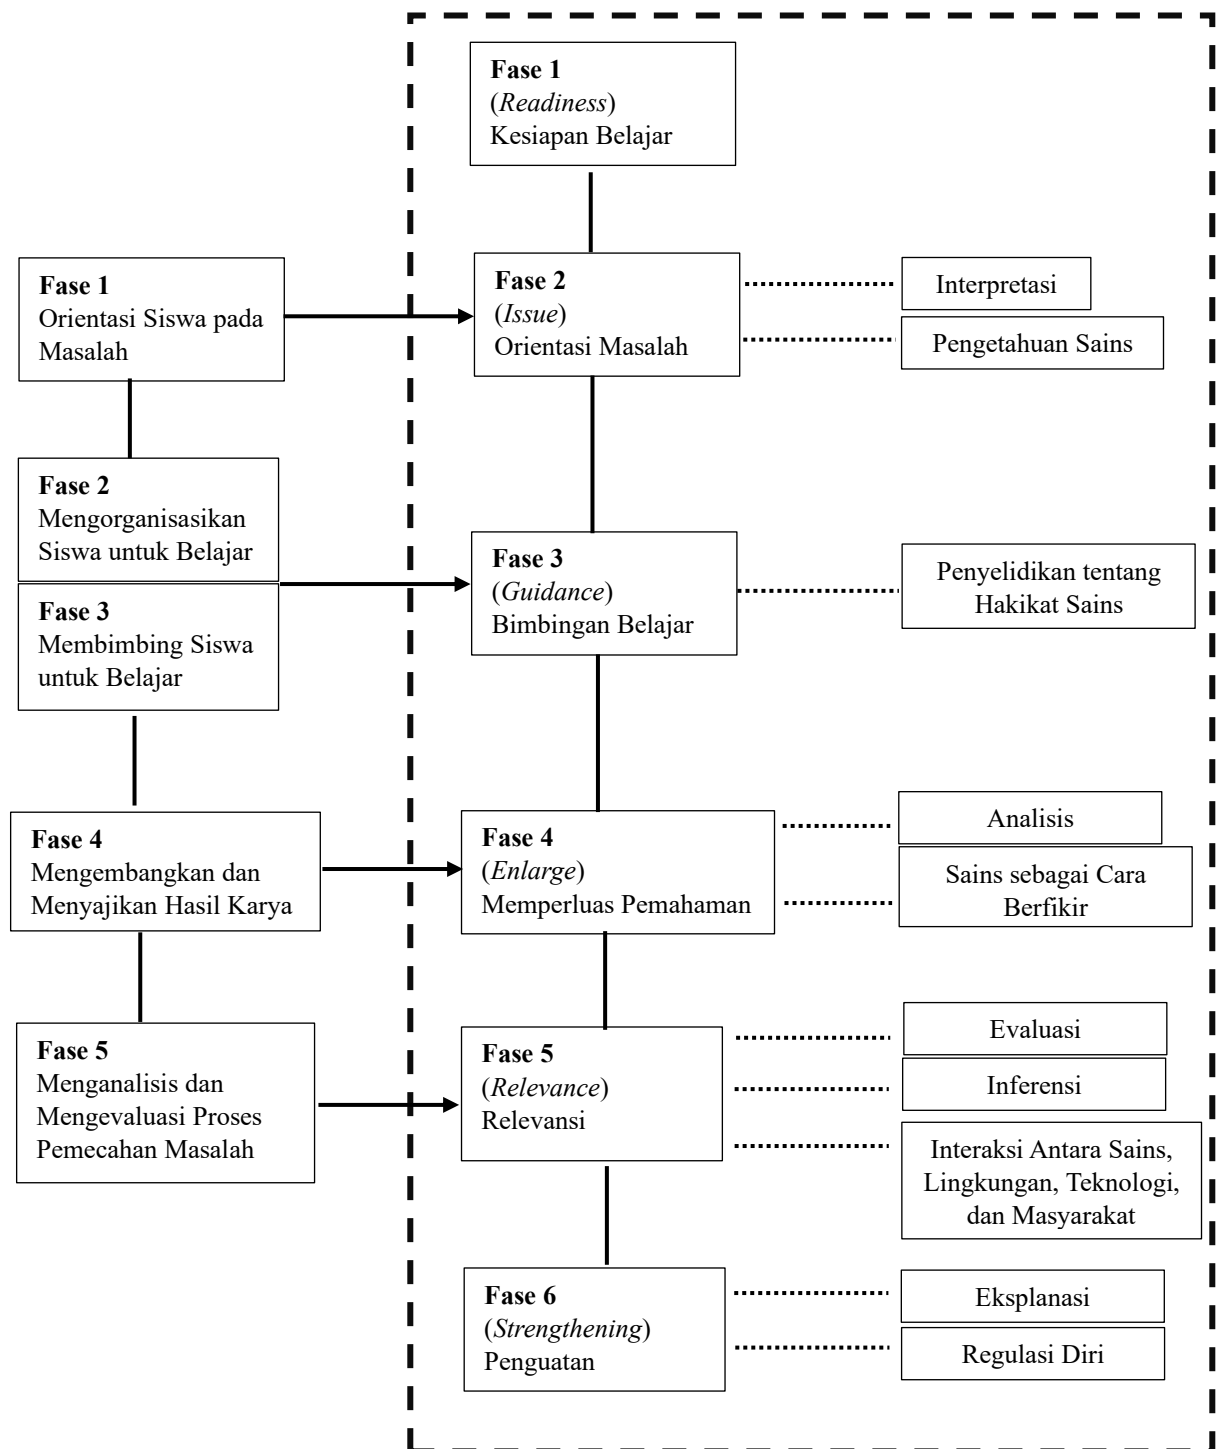 Fase 1
(Readiness)
Kesiapan Belajar
Fase 1
Orientasi Siswa pada
Masalah
Fase 2
(Issue)
Orientasi Masalah
Interpretasi
Pengetahuan Sains
Fase 2
Mengorganisasikan
Siswa untuk Belajar
Fase 3
Membimbing Siswa
untuk Belajar
Fase 3
(Guidance)
Bimbingan Belajar
Penyelidikan tentang
Hakikat Sains
Fase 4
Mengembangkan dan
Menyajikan Hasil Karya
Fase 4
(Enlarge)
Memperluas Pemahaman
Analisis
Sains sebagai Cara
Berfikir
Fase 5
Menganalisis dan
Mengevaluasi Proses
Pemecahan Masalah
Fase 5
(Relevance)
Relevansi
Evaluasi
Inferensi
Interaksi Antara Sains,
Lingkungan, Teknologi,
dan Masyarakat
Fase 6
(Strengthening)
Penguatan
Eksplanasi
Regulasi Diri